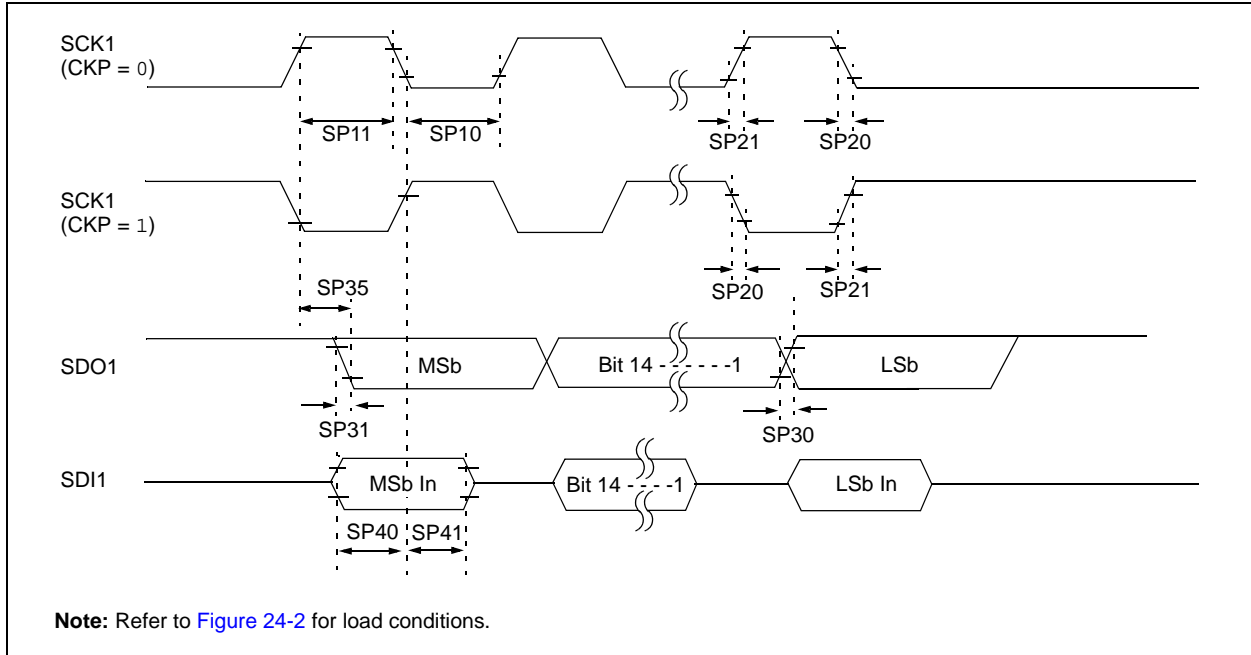 SCK1
(CKP = 0)
SP11
SP10
SP21
SP20
SCK1
(CKP = 1)
SP35
SP20
SP21
SDO1
MSb
Bit 14 - - - - - -1
LSb
SP31
SP30
SDI1
MSb In
Bit 14 - - - -1
LSb In
SP40
SP41
Note: Refer to Figure 24-2 for load conditions.